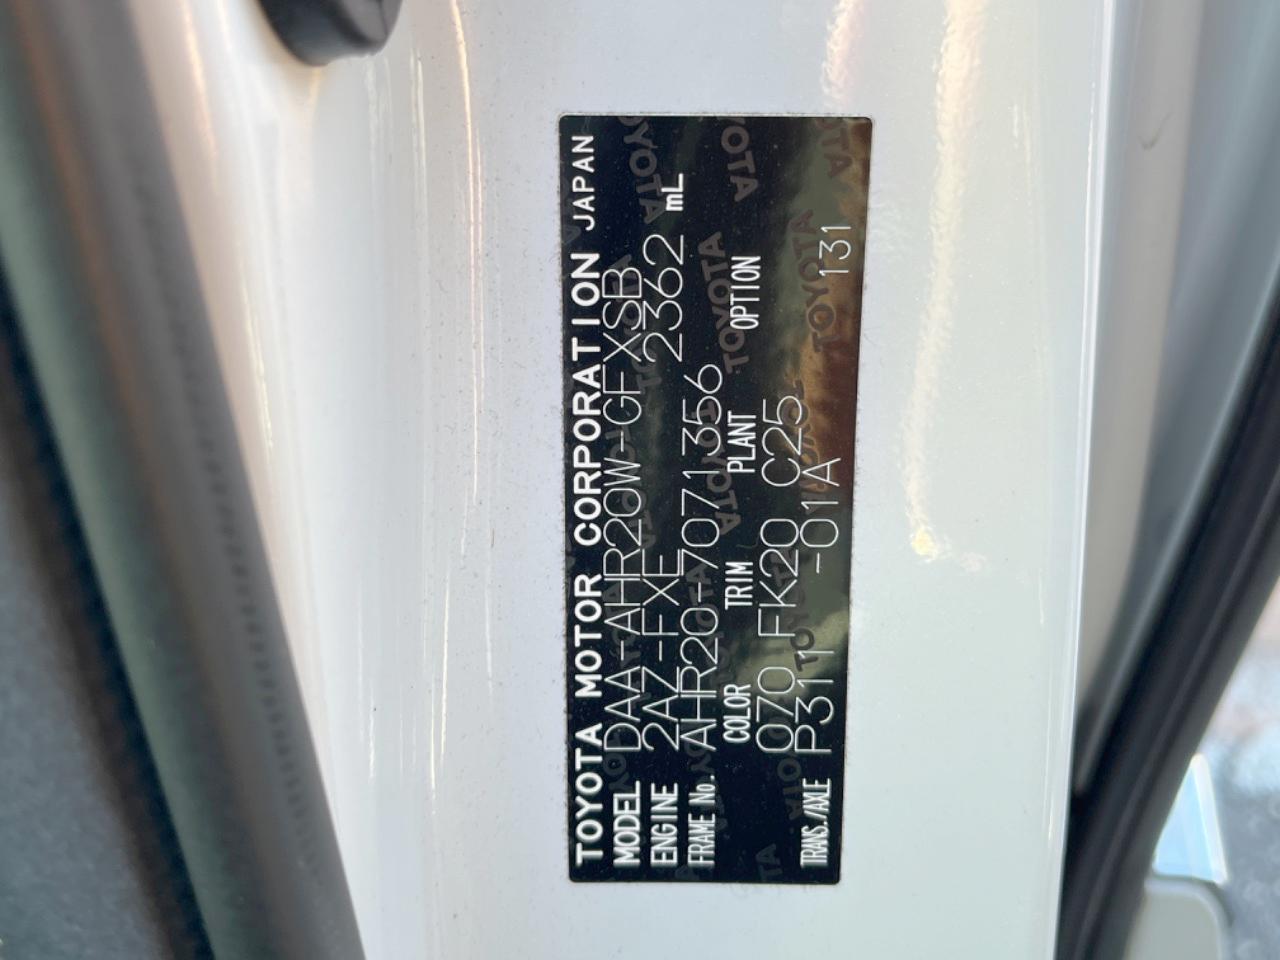 TOYOTA MOTOR CORPORATION JAPAN
MODEL DAA-AHR20W-GFXSB
ENGINE 2AZ-FXE 2362 mL
FRAME No. AHR20-7071356
COLOR TRIM PLANT OPTION
070 FK20 C25
TRANS./AXLE P311 -01A 131